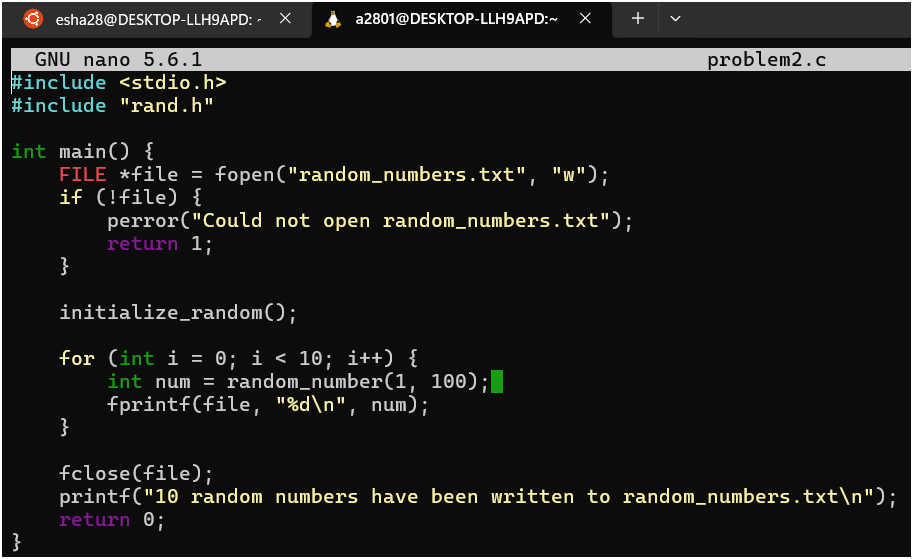 esha28@DESKTOP-LLH9APD: ~
a2801@DESKTOP-LLH9APD:~
GNU nano 5.6.1 problem2.c
#include <stdio.h>
#include "rand.h"
int main() {
    FILE *file = fopen("random_numbers.txt", "w");
    if (!file) {
        perror("Could not open random_numbers.txt");
        return 1;
    }
    initialize_random();
    for (int i = 0; i < 10; i++) {
        int num = random_number(1, 100);
        fprintf(file, "%d\n", num);
    }
    fclose(file);
    printf("10 random numbers have been written to random_numbers.txt\n");
    return 0;
}